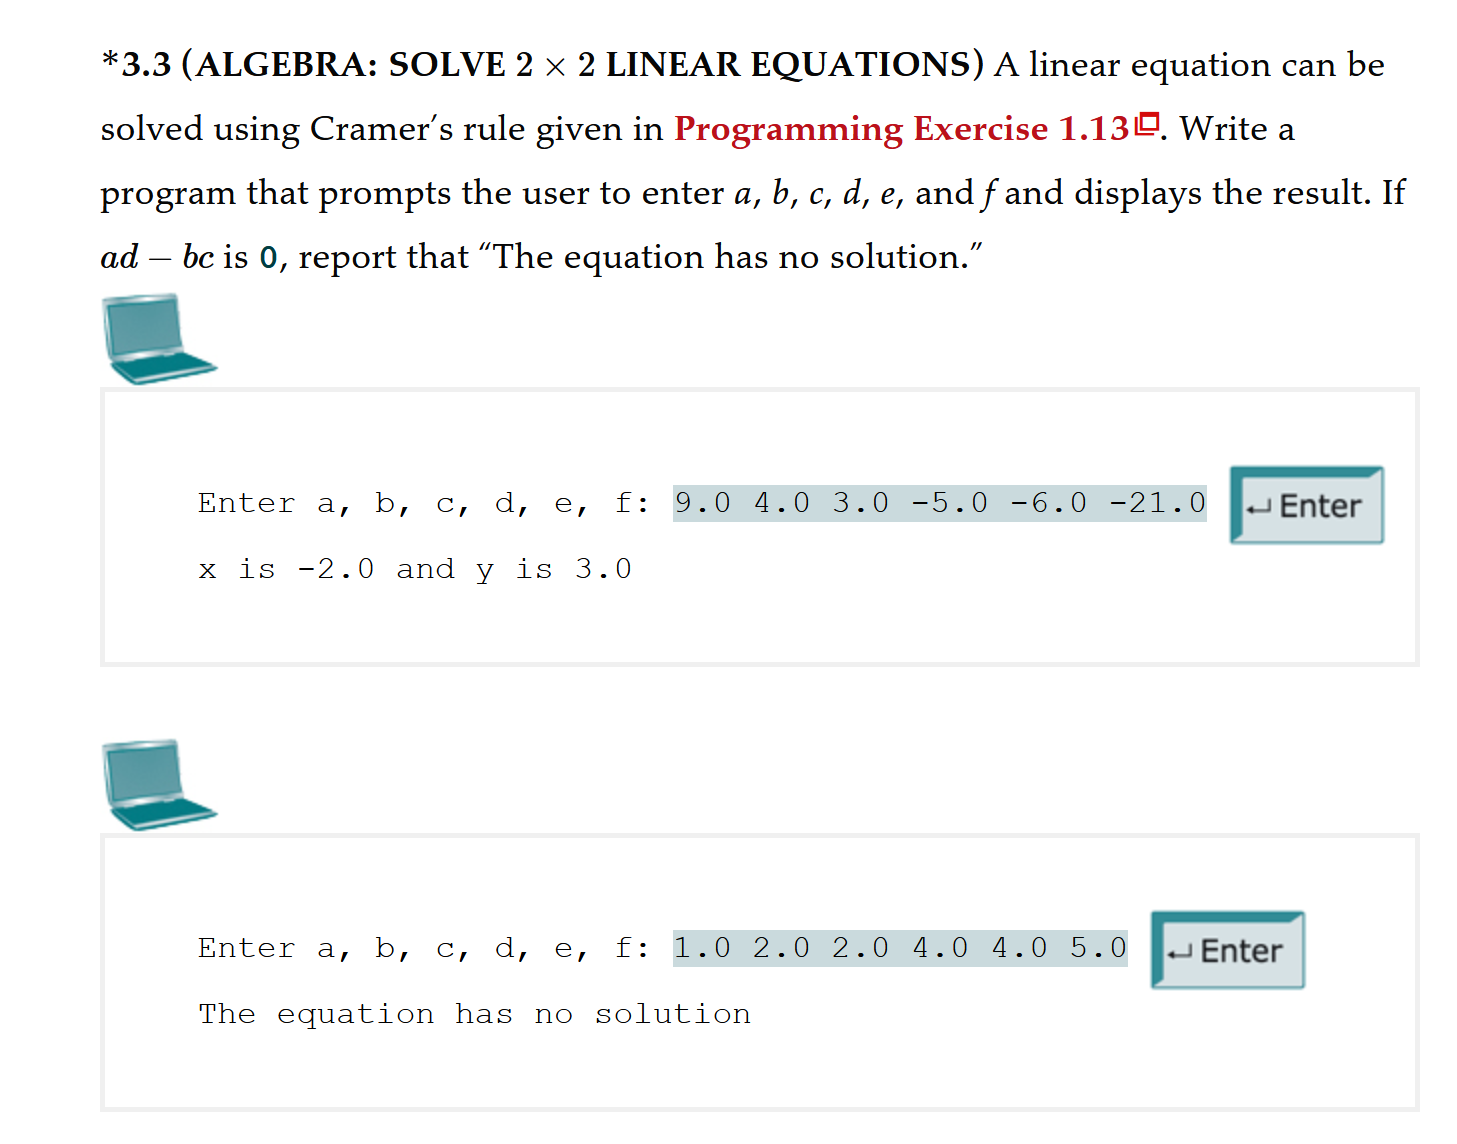 *3.3 (ALGEBRA: SOLVE 2 × 2 LINEAR EQUATIONS) A linear equation can be
solved using Cramer’s rule given in Programming Exercise 1.13. Write a
program that prompts the user to enter a, b, c, d, e, and f and displays the result. If
ad − bc is 0, report that “The equation has no solution.”
Enter a, b, c, d, e, f: 9.0 4.0 3.0 -5.0 -6.0 -21.0 ↵ Enter
x is -2.0 and y is 3.0
Enter a, b, c, d, e, f: 1.0 2.0 2.0 4.0 4.0 5.0 ↵ Enter
The equation has no solution